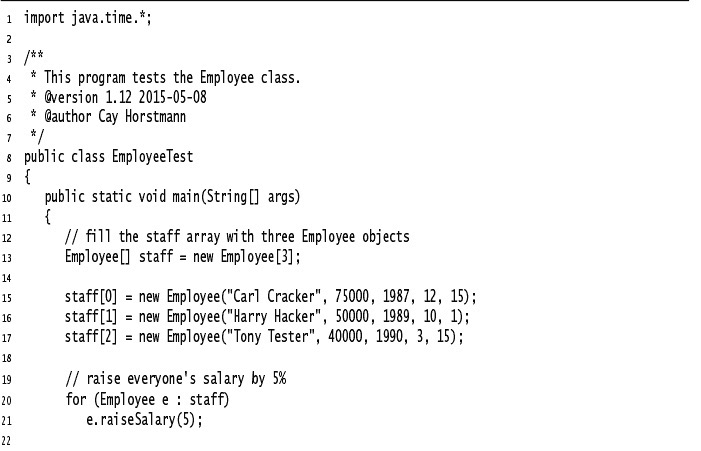 1 import java.time.*;
2
3 /**
4  * This program tests the Employee class.
5  * @version 1.12 2015-05-08
6  * @author Cay Horstmann
7  */
8 public class EmployeeTest
9 {
10    public static void main(String[] args)
11    {
12       // fill the staff array with three Employee objects
13       Employee[] staff = new Employee[3];
14
15       staff[0] = new Employee("Carl Cracker", 75000, 1987, 12, 15);
16       staff[1] = new Employee("Harry Hacker", 50000, 1989, 10, 1);
17       staff[2] = new Employee("Tony Tester", 40000, 1990, 3, 15);
18
19       // raise everyone's salary by 5%
20       for (Employee e : staff)
21          e.raiseSalary(5);
22